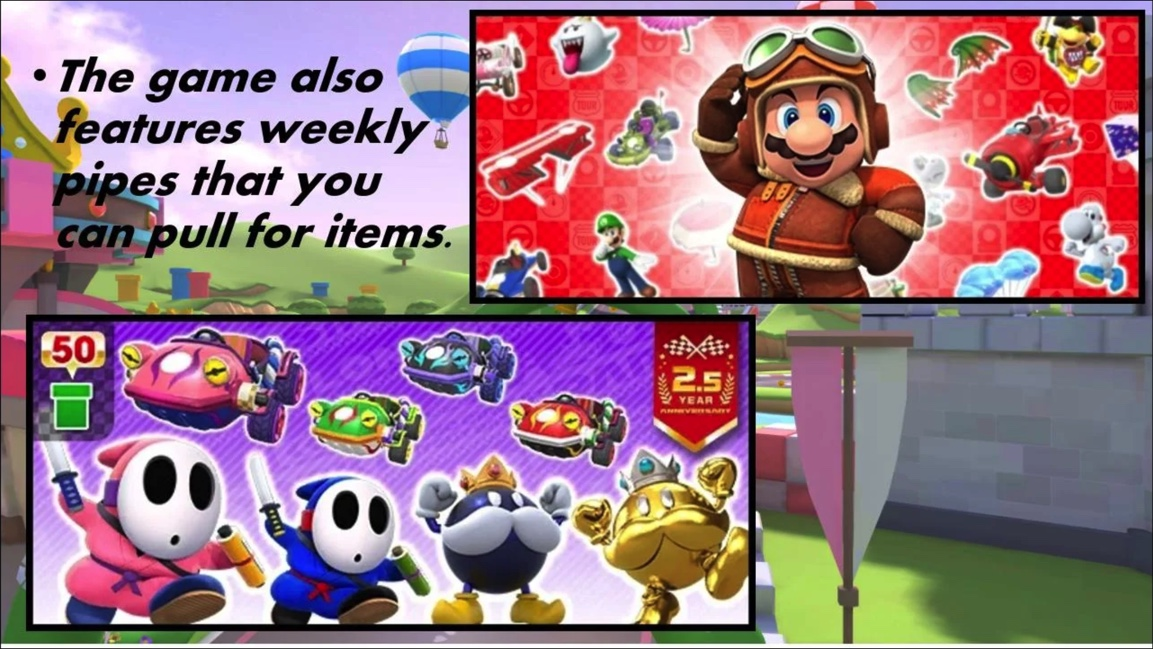 • The game also
features weekly
pipes that you
can pull for items.
50
2.5
YEAR
ANNIVERSARY